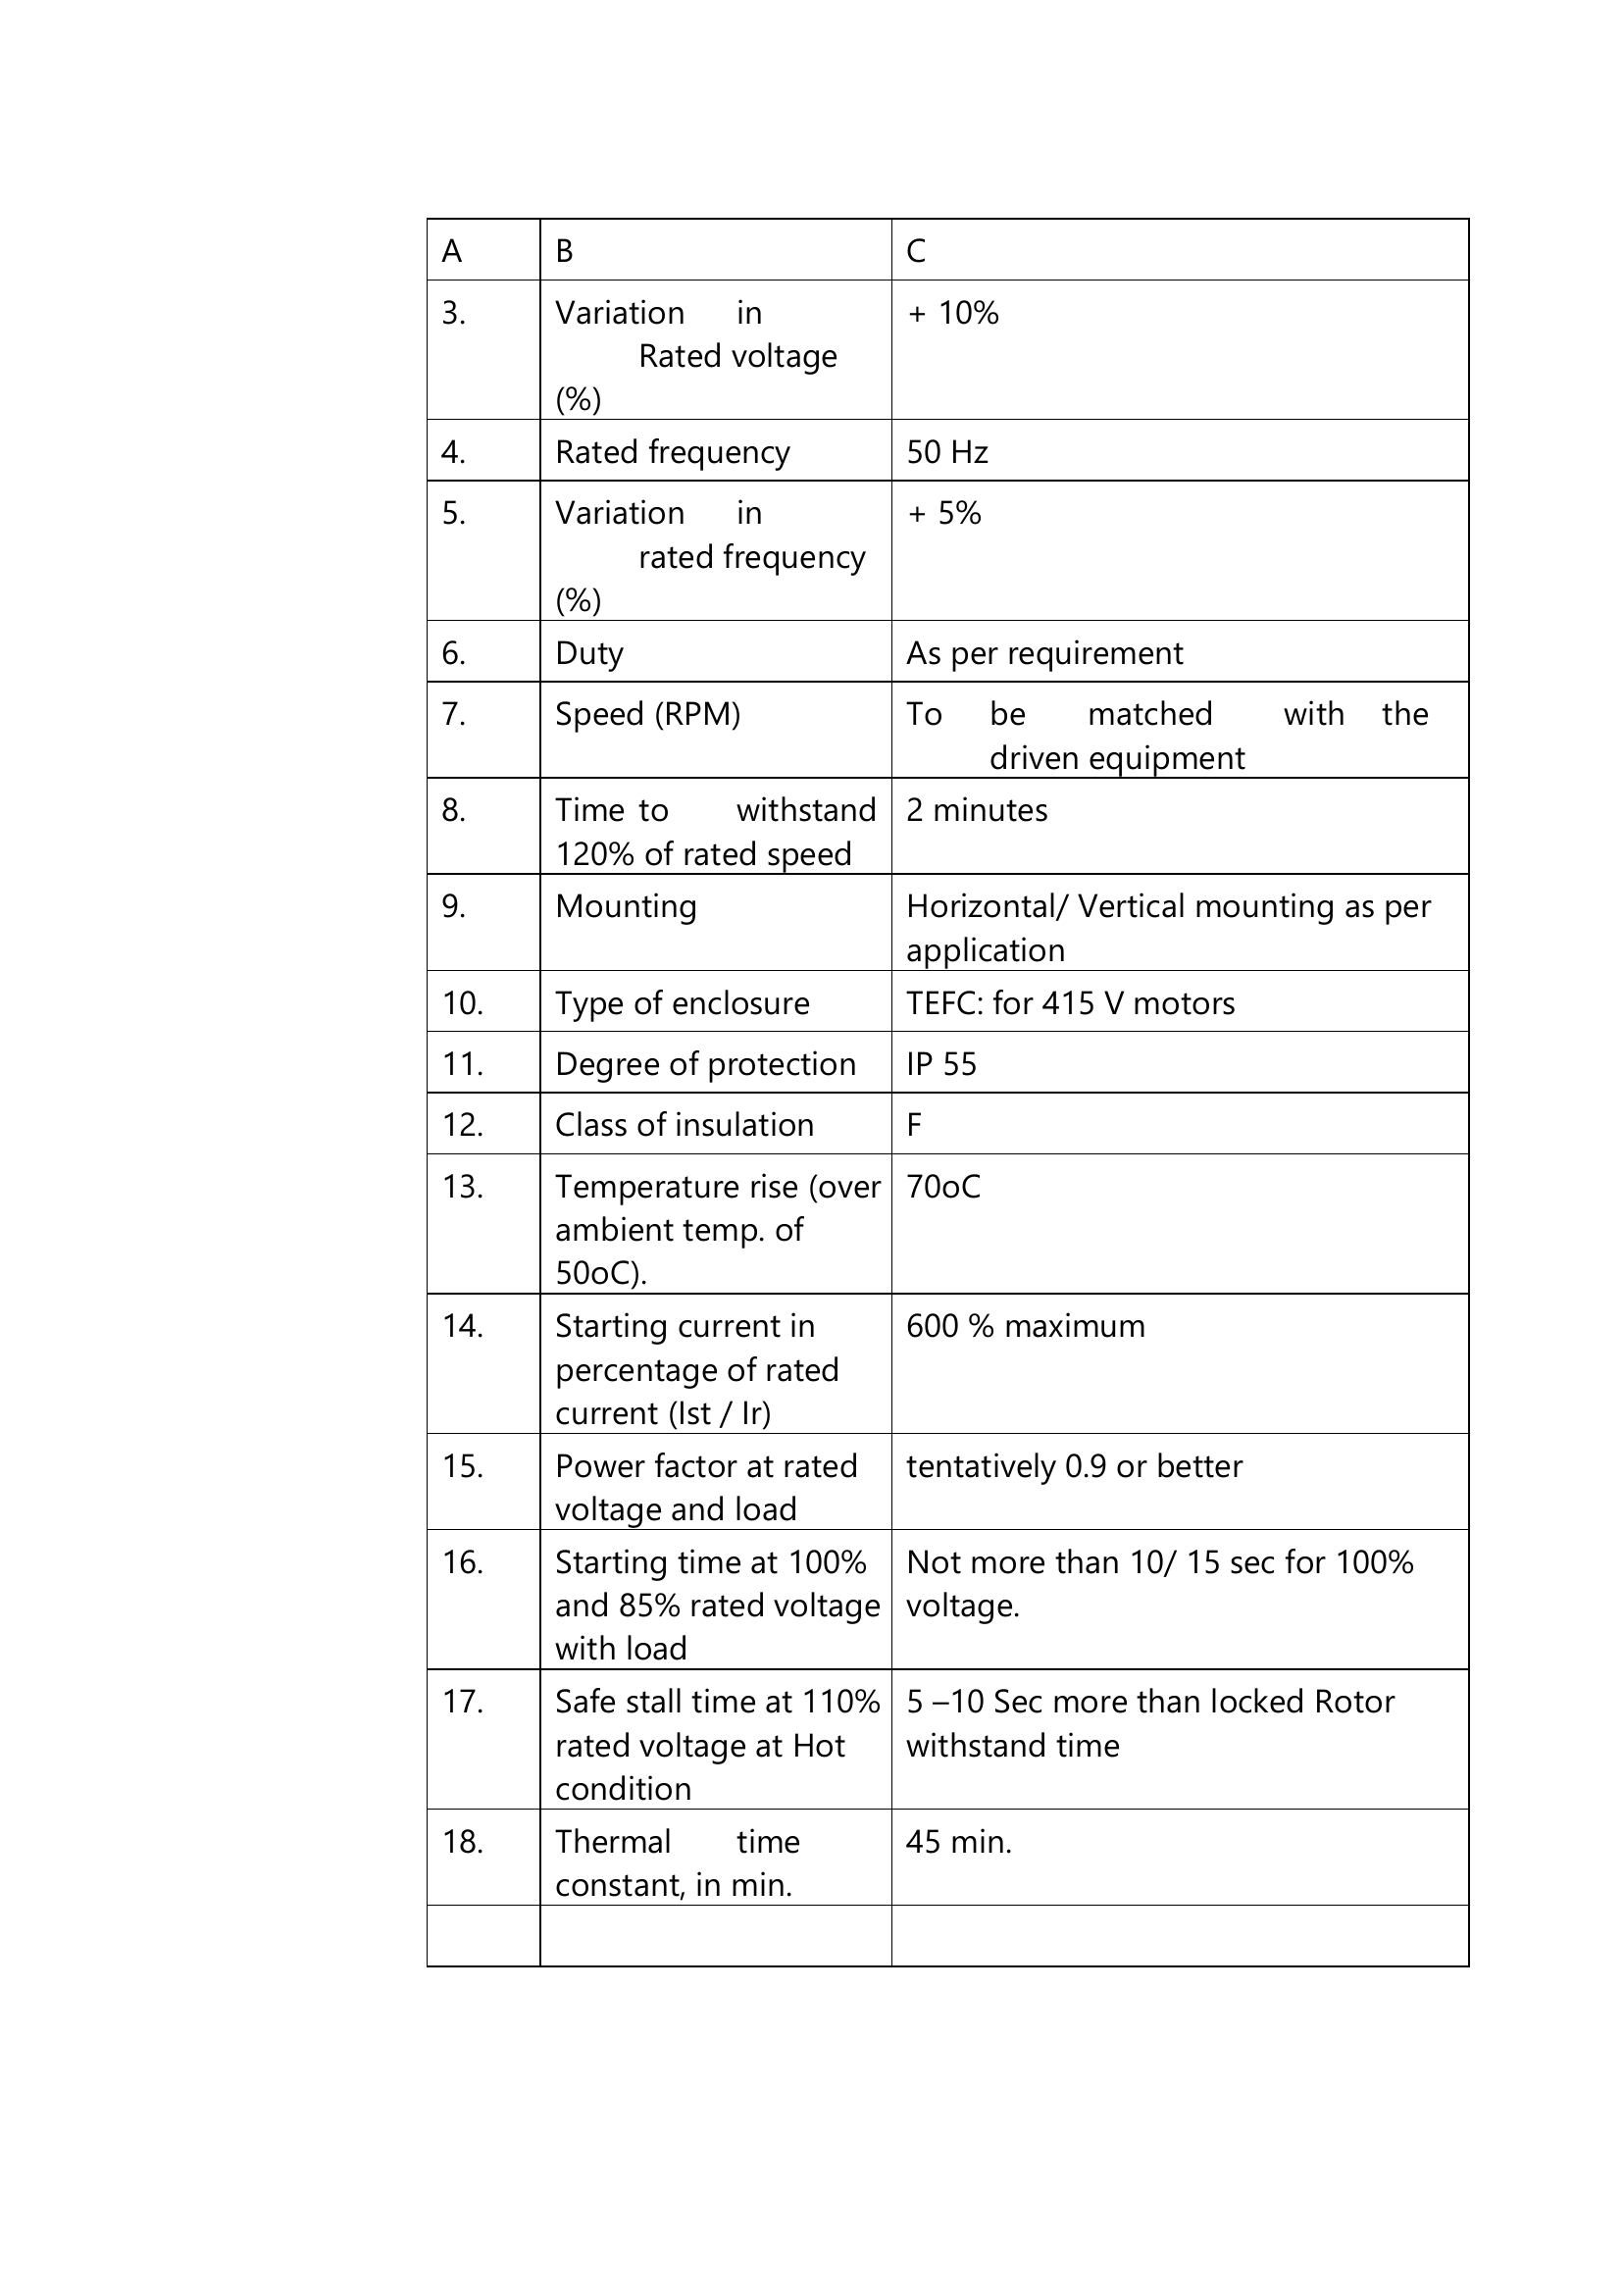 A B C
3. Variation in + 10%
Rated voltage
(%)
4. Rated frequency 50 Hz
5. Variation in + 5%
rated frequency
(%)
6. Duty As per requirement
7. Speed (RPM) To be matched with the
driven equipment
8. Time to withstand 2 minutes
120% of rated speed
9. Mounting Horizontal/ Vertical mounting as per
application
10. Type of enclosure TEFC: for 415 V motors
11. Degree of protection IP 55
12. Class of insulation F
13. Temperature rise (over 70oC
ambient temp. of
50oC).
14. Starting current in 600 % maximum
percentage of rated
current (Ist / Ir)
15. Power factor at rated tentatively 0.9 or better
voltage and load
16. Starting time at 100% Not more than 10/ 15 sec for 100%
and 85% rated voltage voltage.
with load
17. Safe stall time at 110% 5 –10 Sec more than locked Rotor
rated voltage at Hot withstand time
condition
18. Thermal time 45 min.
constant, in min.